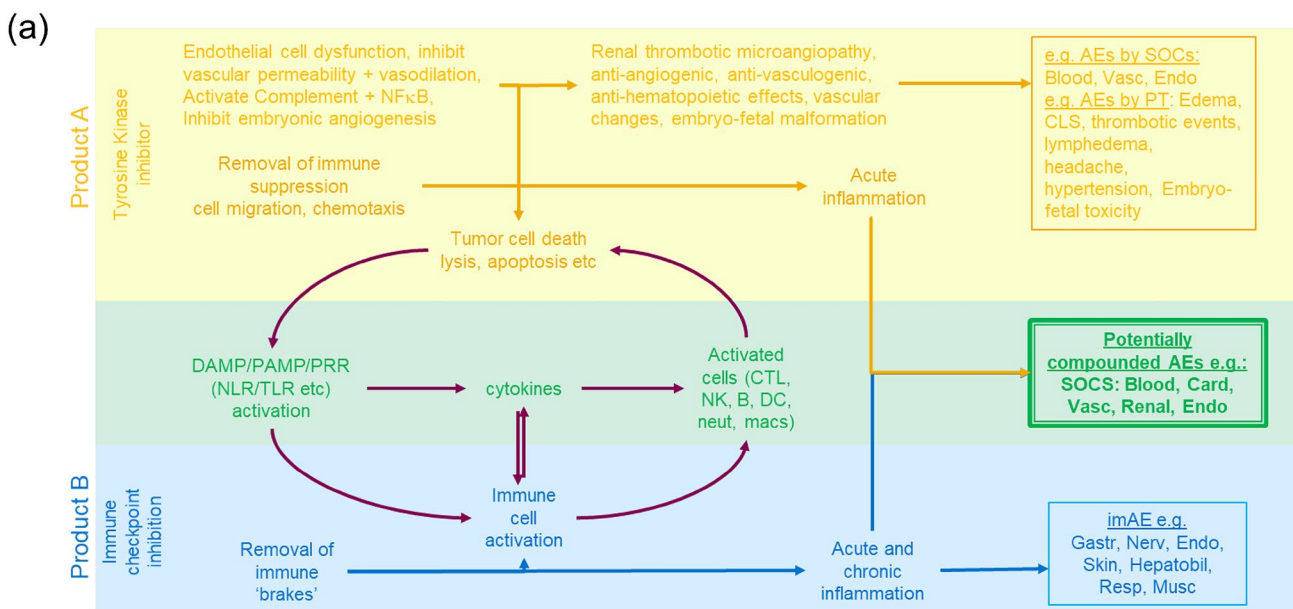 (a)
Product A
Tyrosine Kinase
inhibitor
Endothelial cell dysfunction, inhibit
vascular permeability + vasodilation,
Activate Complement + NFκB,
Inhibit embryonic angiogenesis
Renal thrombotic microangiopathy,
anti-angiogenic, anti-vasculogenic,
anti-hematopoietic effects, vascular
changes, embryo-fetal malformation
e.g. AEs by SOCs:
Blood, Vasc, Endo
e.g. AEs by PT: Edema,
CLS, thrombotic events,
lymphedema,
headache,
hypertension, Embryo-
fetal toxicity
Removal of immune
suppression
cell migration, chemotaxis
Acute
inflammation
Tumor cell death
lysis, apoptosis etc
DAMP/PAMP/PRR
(NLR/TLR etc)
activation
cytokines
Activated
cells (CTL,
NK, B, DC,
neut, macs)
Potentially
compounded AEs e.g.:
SOCS: Blood, Card,
Vasc, Renal, Endo
Product B
Immune
checkpoint
inhibition
Immune
cell
activation
Removal of
immune
‘brakes’
Acute and
chronic
inflammation
imAE e.g.
Gastr, Nerv, Endo,
Skin, Hepatobil,
Resp, Musc